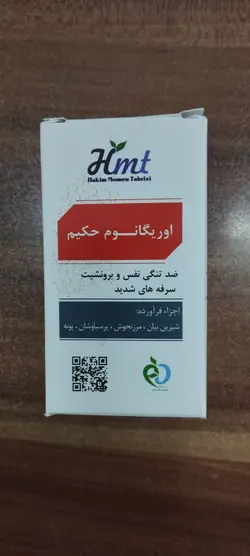 Hmt
Hakim Momen Tabrizi
اوریگانوم حکیم
ضد تنگی نفس و برونشیت
سرفه های شدید
اجزاء فرآورده:
شیرین بیان ، مرزنجوش ، پرسیاوشان ، پونه